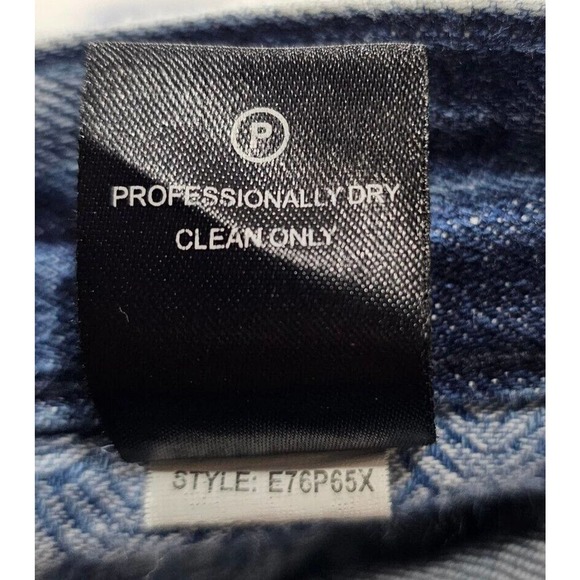 P
PROFESSIONALLY DRY
CLEAN ONLY
STYLE: E76P65X